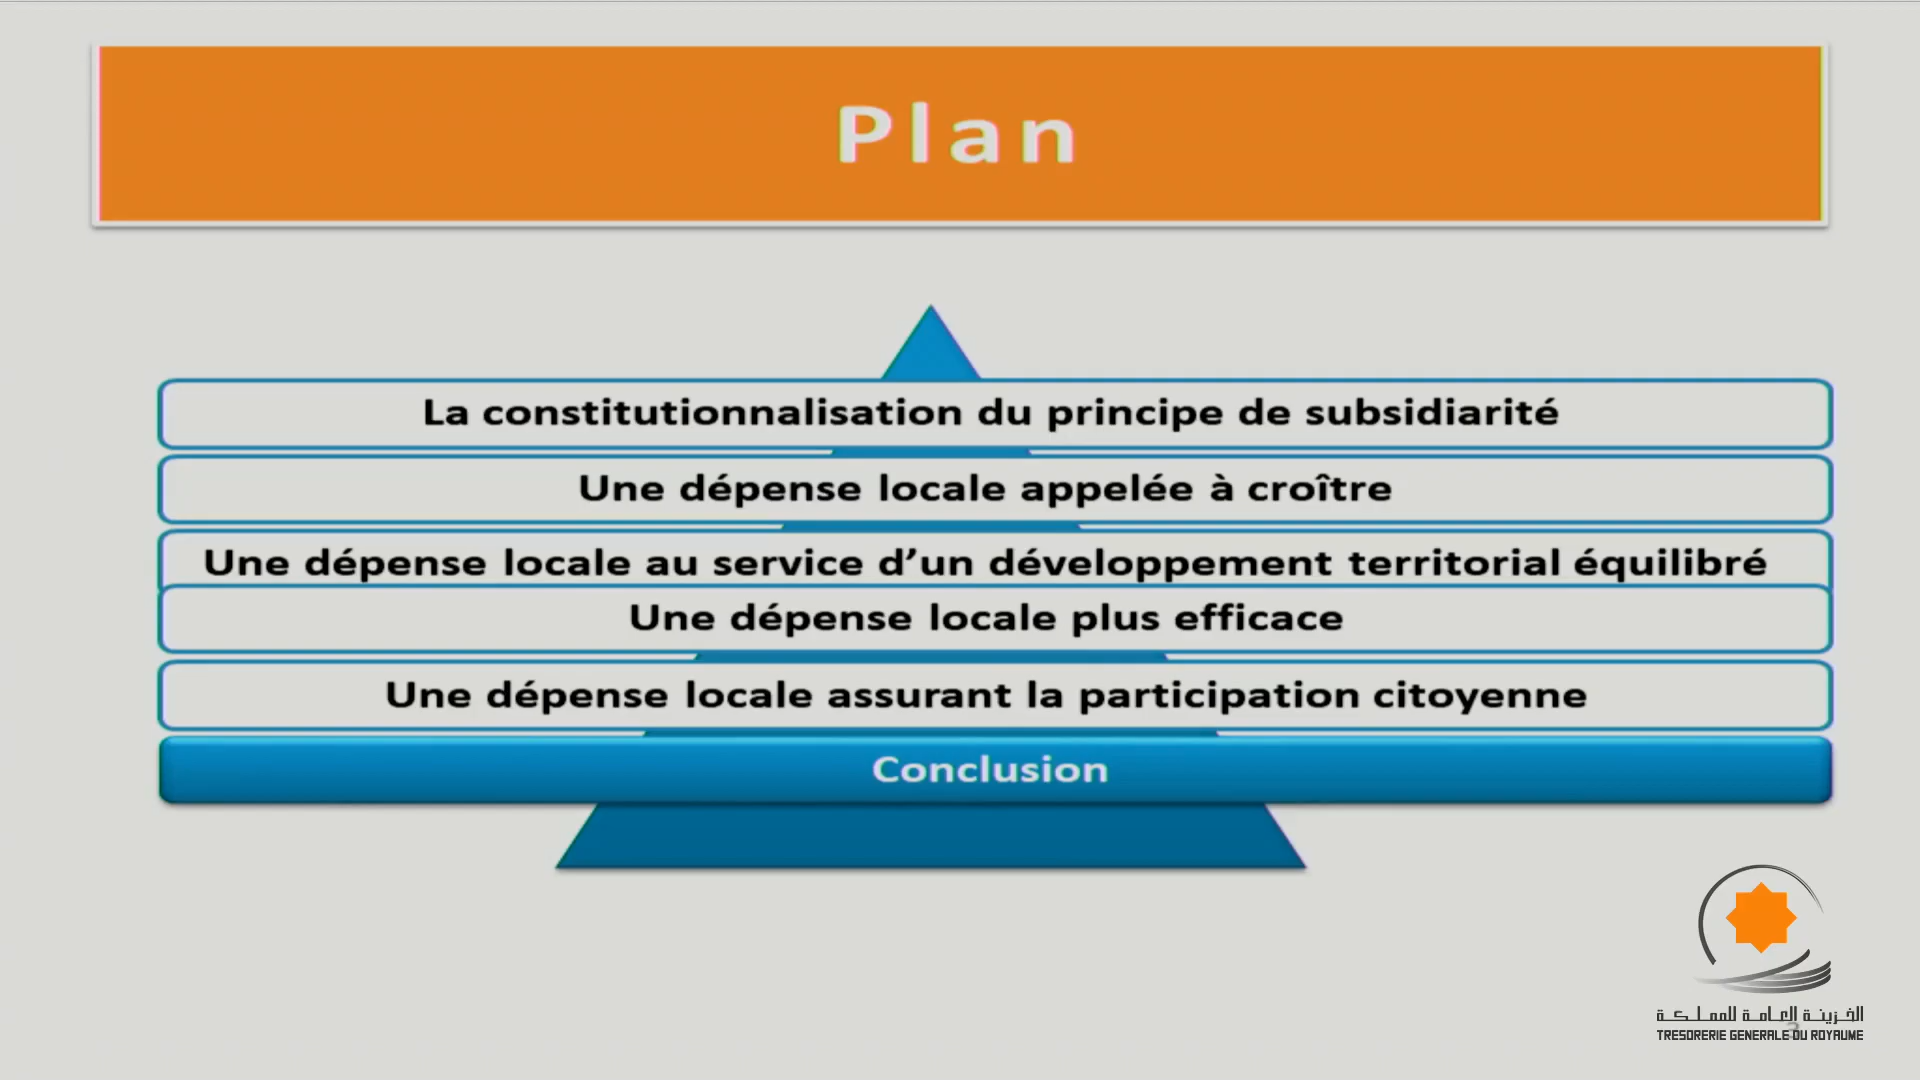 Plan
La constitutionnalisation du principe de subsidiarité
Une dépense locale appelée à croître
Une dépense locale au service d’un développement territorial équilibré
Une dépense locale plus efficace
Une dépense locale assurant la participation citoyenne
Conclusion
الخزينة العامة للمملكة
TRESORERIE GENERALE DU ROYAUME